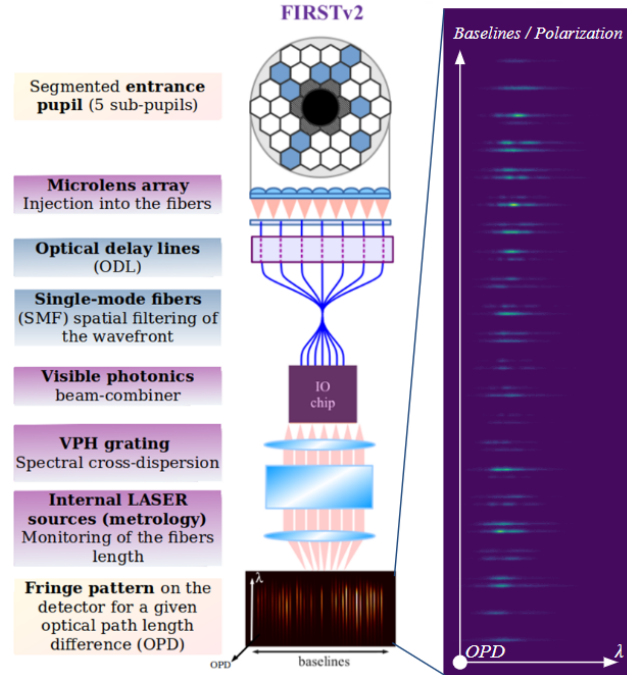 FIRSTv2
Segmented entrance
pupil (5 sub-pupils)
Microlens array
Injection into the fibers
Optical delay lines
(ODL)
Single-mode fibers
(SMF) spatial filtering of
the wavefront
Visible photonics
beam-combiner
IO
chip
VPH grating
Spectral cross-dispersion
Internal LASER
sources (metrology)
Monitoring of the fibers
length
Fringe pattern on the
detector for a given
optical path length
difference (OPD)
λ
OPD
baselines
Baselines / Polarization
OPD
λ